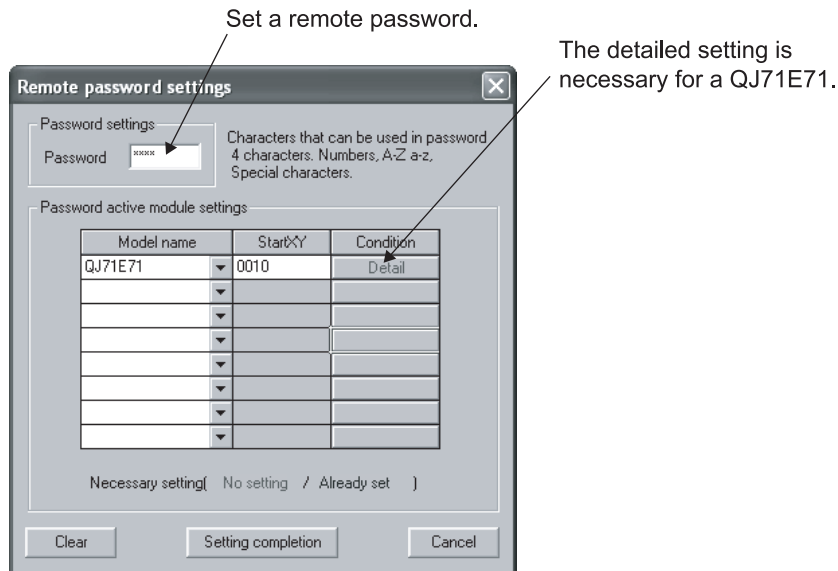 Set a remote password.
The detailed setting is
necessary for a QJ71E71.
Remote password settings
Password settings
Password xxxx
Characters that can be used in password
4 characters. Numbers, A-Z a-z,
Special characters.
Password active module settings
Model name StartXY Condition
QJ71E71 0010 Detail
Necessary setting( No setting / Already set )
Clear Setting completion Cancel